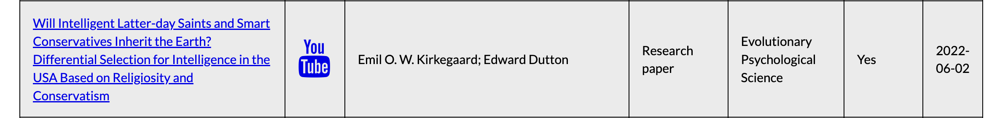 Will Intelligent Latter-day Saints and Smart
Conservatives Inherit the Earth?
Differential Selection for Intelligence in the
USA Based on Religiosity and
Conservatism
You
Tube
Emil O. W. Kirkegaard; Edward Dutton
Research
paper
Evolutionary
Psychological
Science
Yes
2022-
06-02